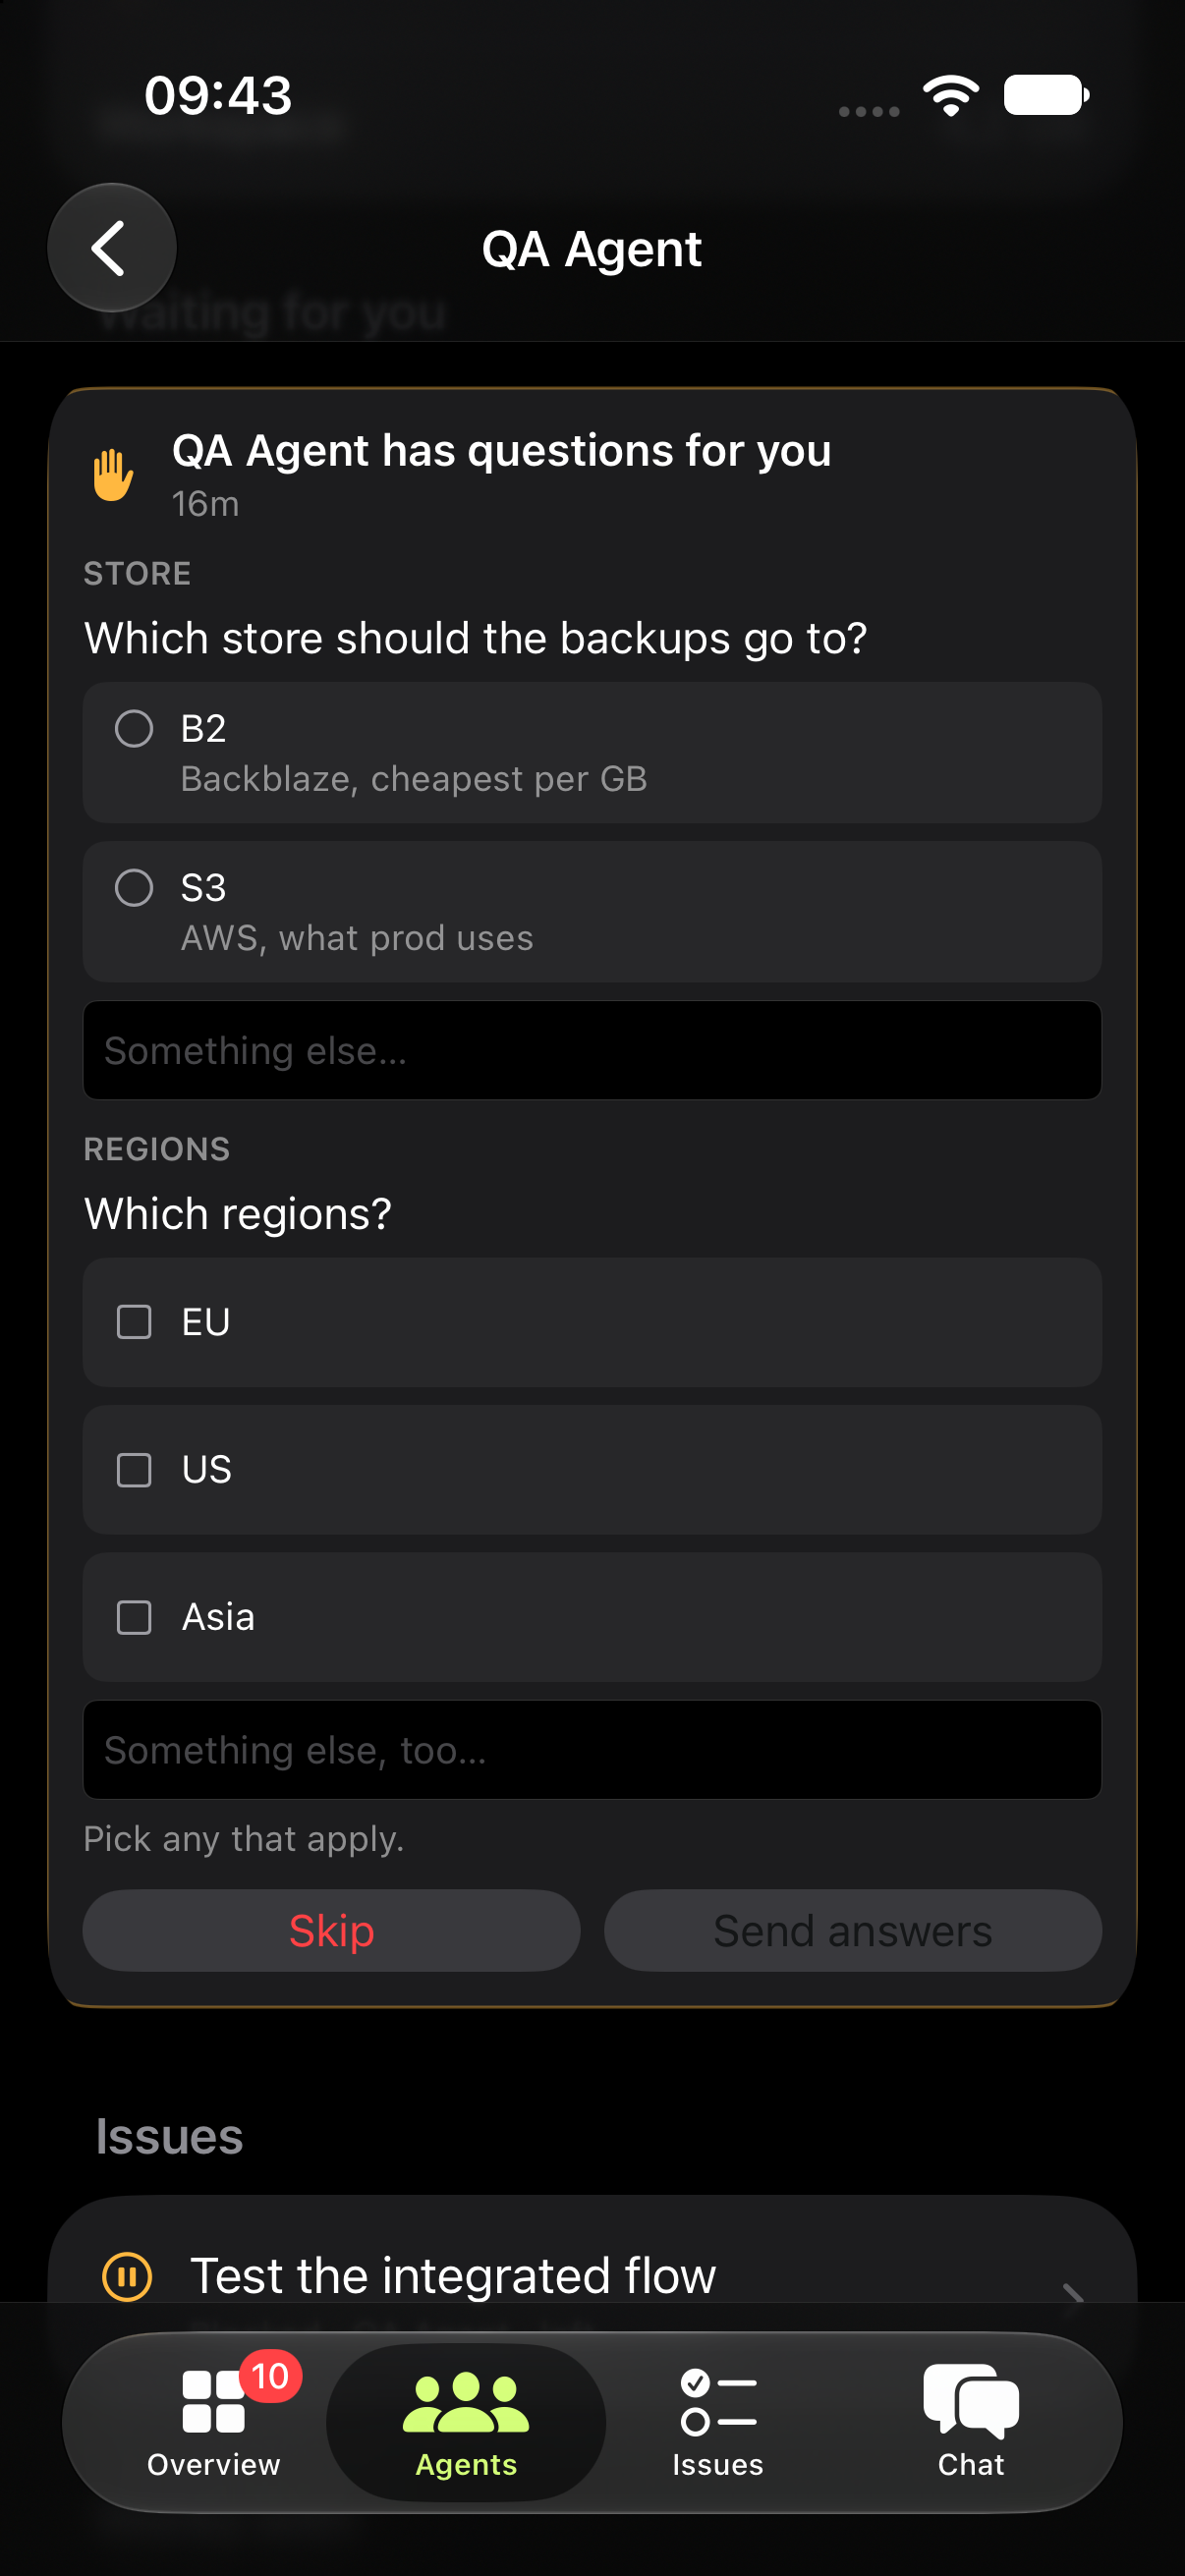 09:43
QA Agent
Waiting for you
QA Agent has questions for you
16m
STORE
Which store should the backups go to?
B2
Backblaze, cheapest per GB
S3
AWS, what prod uses
Something else...
REGIONS
Which regions?
EU
US
Asia
Something else, too...
Pick any that apply.
Skip
Send answers
Issues
Test the integrated flow
10
Overview
Agents
Issues
Chat